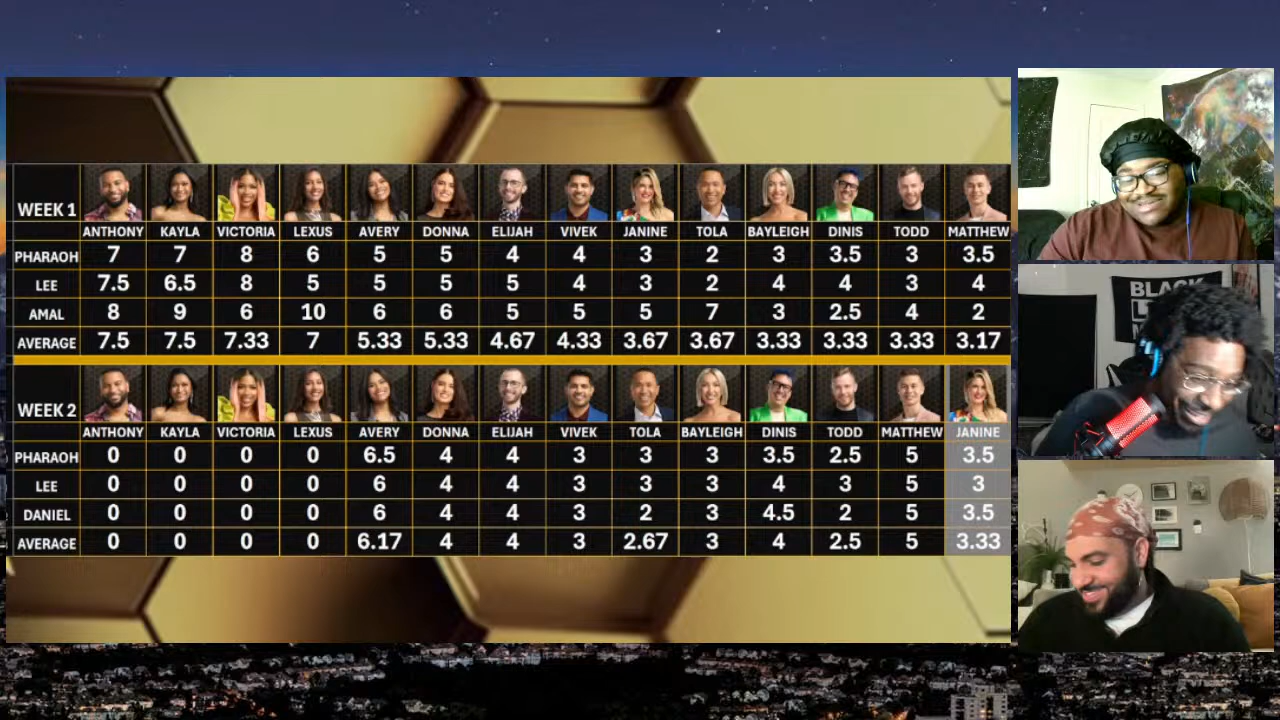 WEEK 1
ANTHONY KAYLA VICTORIA LEXUS AVERY DONNA ELIJAH VIVEK JANINE TOLA BAYLEIGH DINIS TODD MATTHEW
PHARAOH 7 7 8 6 5 5 4 4 3 2 3 3.5 3 3.5
LEE 7.5 6.5 8 5 5 5 5 4 3 2 4 4 3 4
AMAL 8 9 6 10 6 6 5 5 5 7 3 2.5 4 2
AVERAGE 7.5 7.5 7.33 7 5.33 5.33 4.67 4.33 3.67 3.67 3.33 3.33 3.33 3.17
WEEK 2
ANTHONY KAYLA VICTORIA LEXUS AVERY DONNA ELIJAH VIVEK TOLA BAYLEIGH DINIS TODD MATTHEW JANINE
PHARAOH 0 0 0 0 6.5 4 4 3 3 3 3.5 2.5 5 3.5
LEE 0 0 0 0 6 4 4 3 3 3 4 3 5 3
DANIEL 0 0 0 0 6 4 4 3 2 3 4.5 2 5 3.5
AVERAGE 0 0 0 0 6.17 4 4 3 2.67 3 4 2.5 5 3.33
BLACK